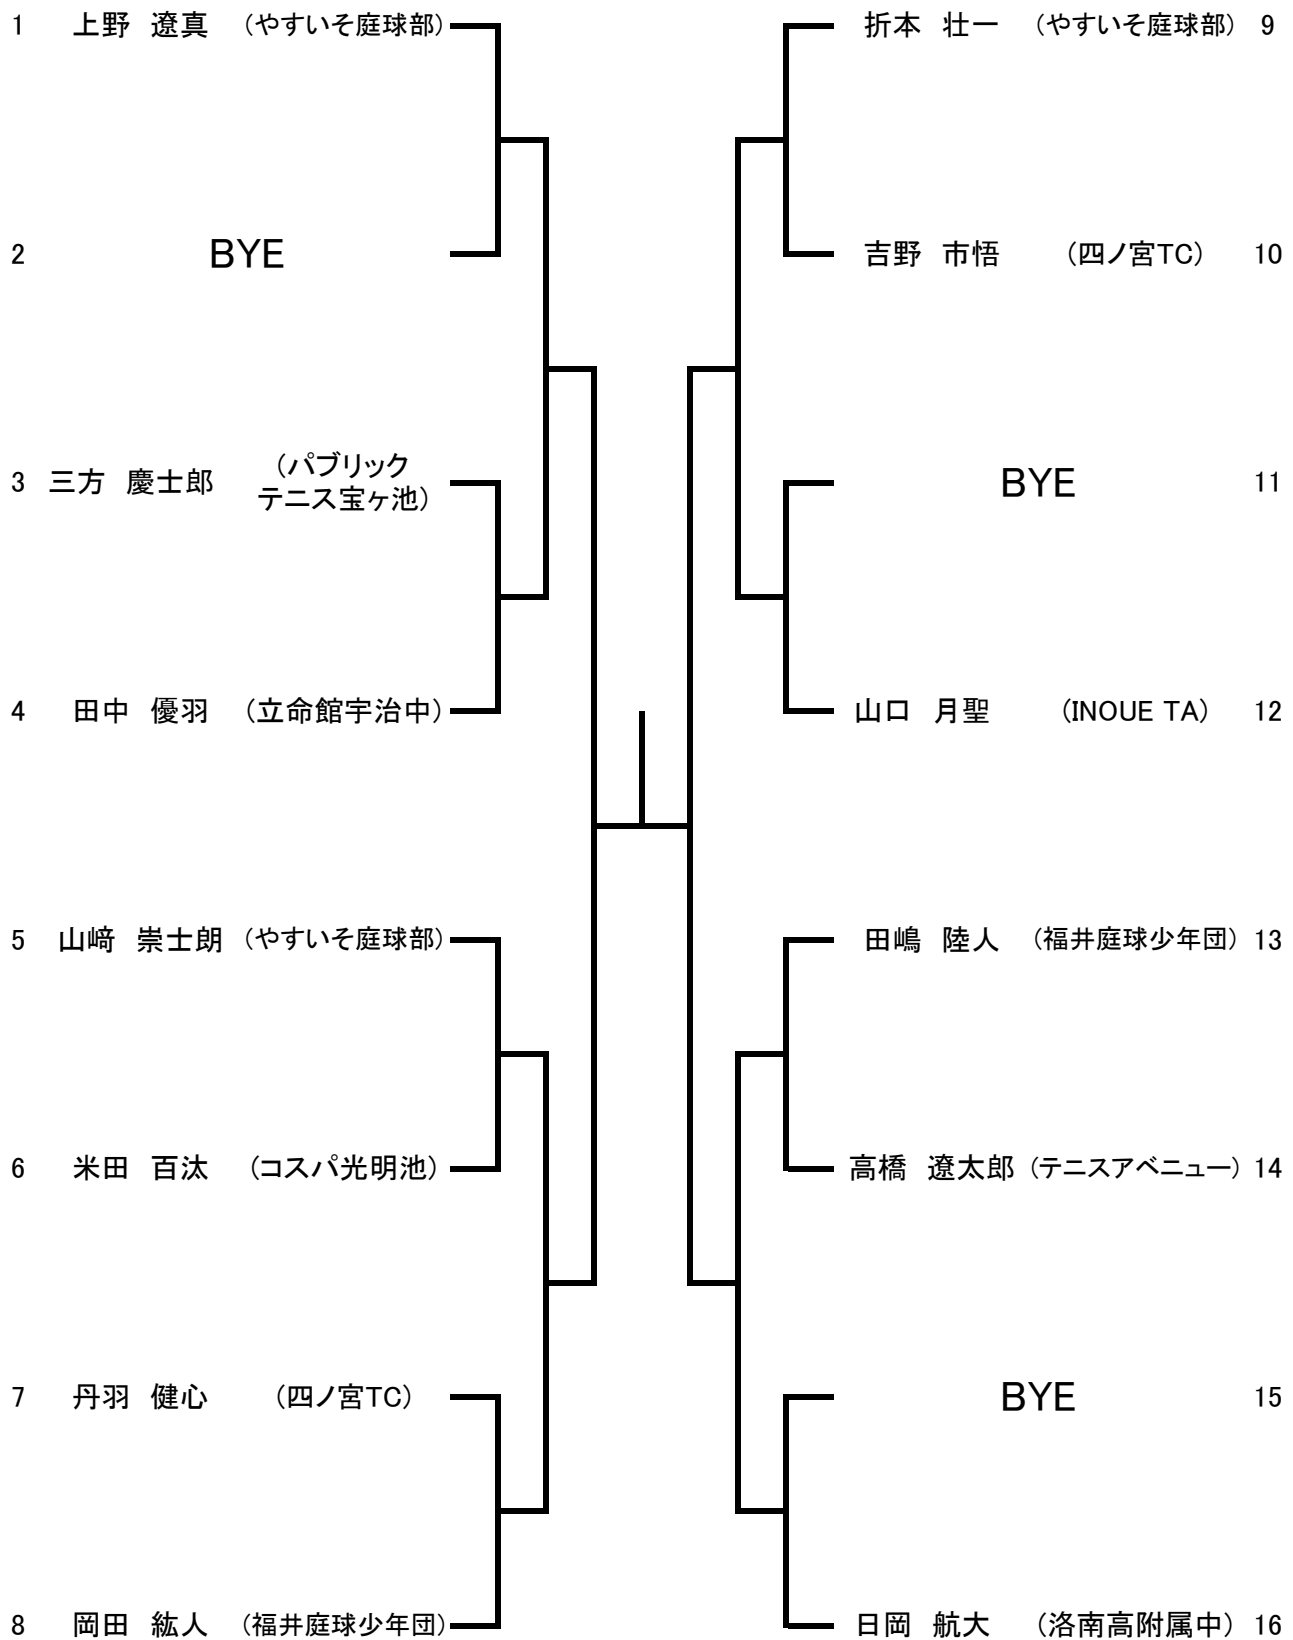 1 上野 遼真 (やすいそ庭球部)
2 BYE
3 三方 慶士郎 (パブリック
テニス宝ヶ池)
4 田中 優羽 (立命館宇治中)
5 山﨑 崇士朗 (やすいそ庭球部)
6 米田 百汰 (コスパ光明池)
7 丹羽 健心 (四ノ宮TC)
8 岡田 紘人 (福井庭球少年団)
折本 壮一 (やすいそ庭球部) 9
吉野 市悟 (四ノ宮TC) 10
BYE 11
山口 月聖 (INOUE TA) 12
田嶋 陸人 (福井庭球少年団) 13
高橋 遼太郎 (テニスアベニュー) 14
BYE 15
日岡 航大 (洛南高附属中) 16